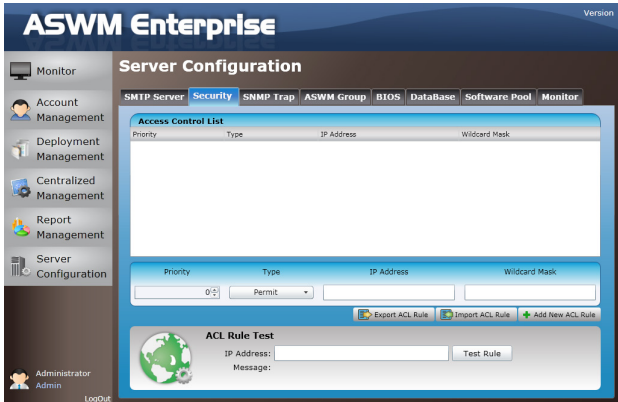 ASWM Enterprise
Version
Monitor
Account
Management
Deployment
Management
Centralized
Management
Report
Management
Server
Configuration
Administrator
Admin
LogOut
Server Configuration
SMTP Server Security SNMP Trap ASWM Group BIOS DataBase Software Pool Monitor
Access Control List
Priority Type IP Address Wildcard Mask
Priority Type IP Address Wildcard Mask
0 Permit
Export ACL Rule Import ACL Rule Add New ACL Rule
ACL Rule Test
IP Address: Test Rule
Message: